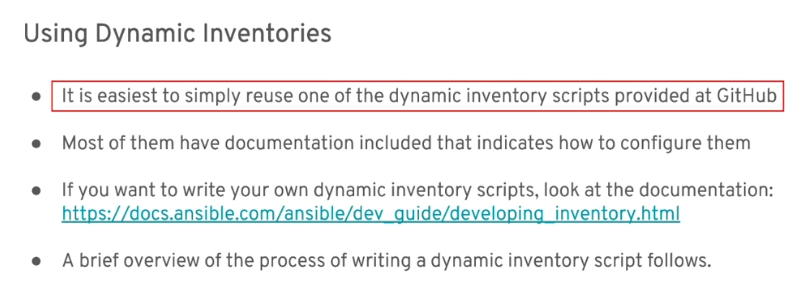 Using Dynamic Inventories
● It is easiest to simply reuse one of the dynamic inventory scripts provided at GitHub
● Most of them have documentation included that indicates how to configure them
● If you want to write your own dynamic inventory scripts, look at the documentation:
https://docs.ansible.com/ansible/dev_guide/developing_inventory.html
● A brief overview of the process of writing a dynamic inventory script follows.